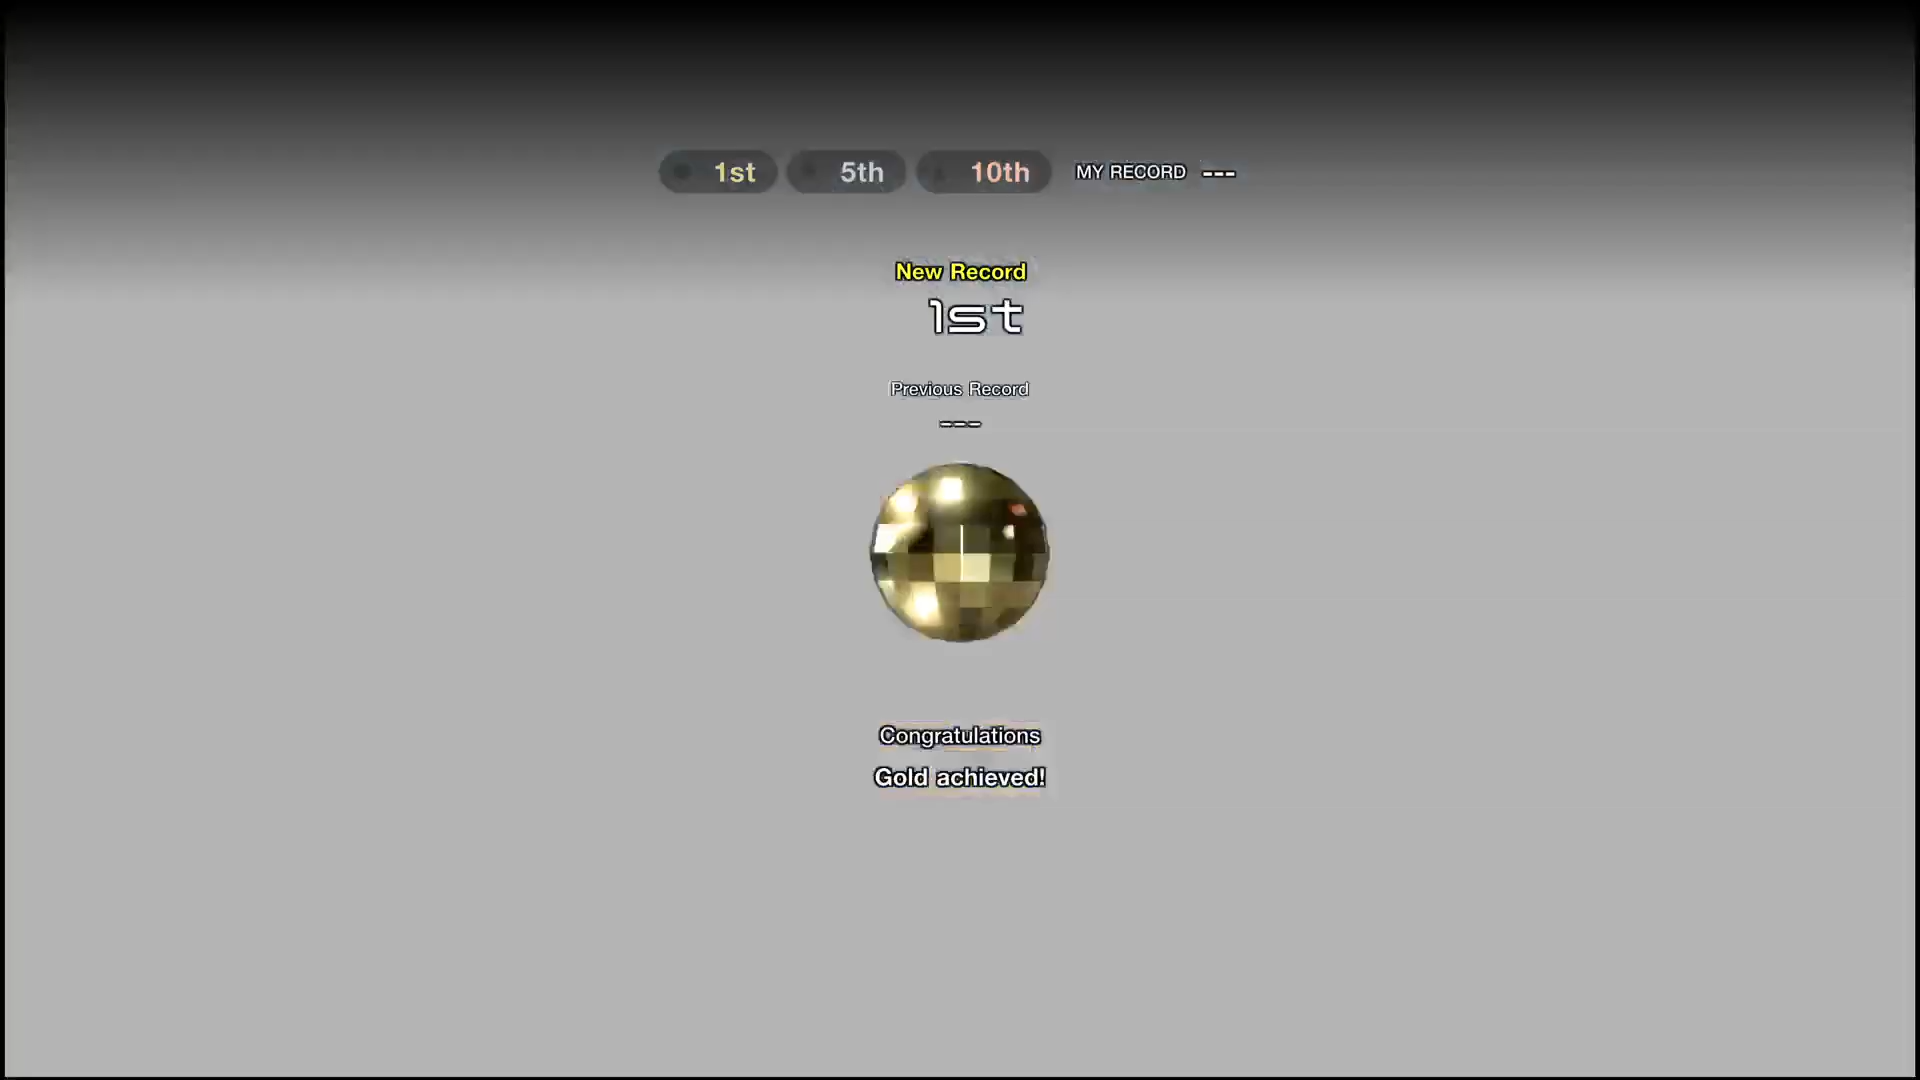 1st 5th 10th MY RECORD ---
New Record
1st
Previous Record
---
Congratulations
Gold achieved!